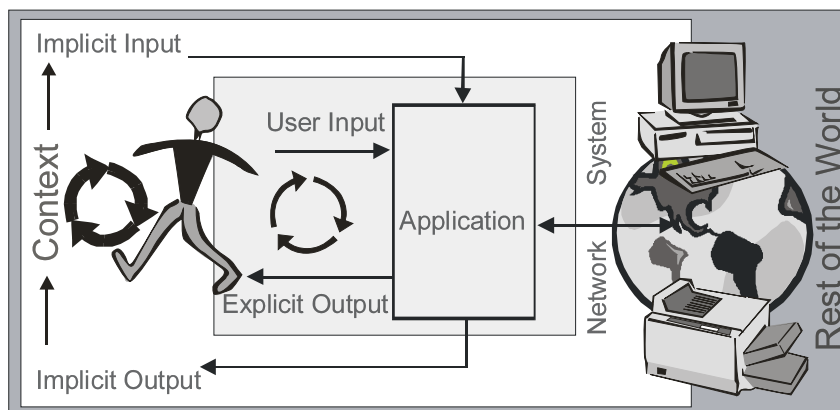 Implicit Input
User Input
Context
Application
System
Network
Rest of the World
Explicit Output
Implicit Output